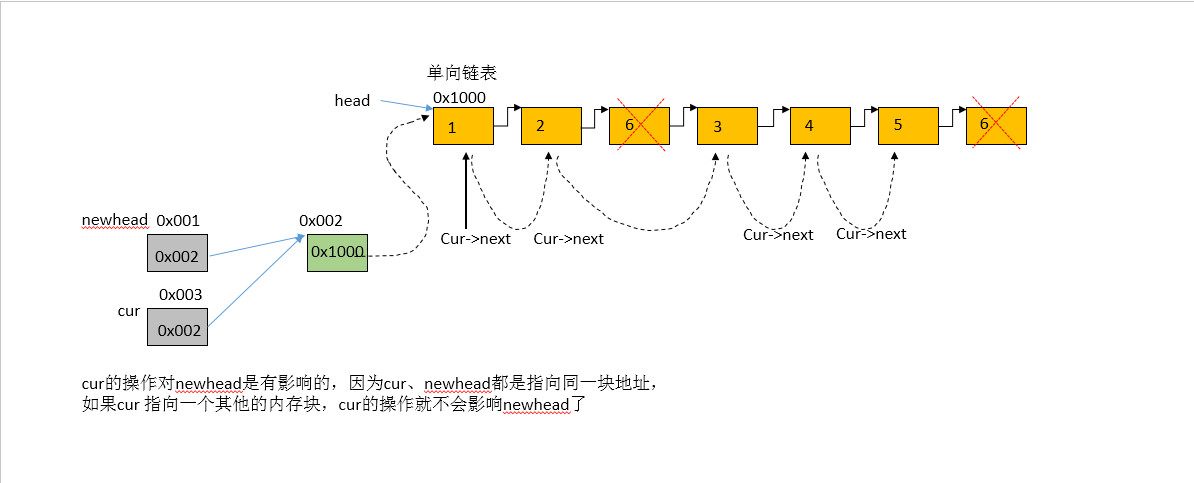 单向链表
head 0x1000
1 2 6 3 4 5 6
newhead 0x001 0x002
Cur->next Cur->next Cur->next Cur->next
0x002 0x1000
0x003
cur
0x002
cur的操作对newhead是有影响的，因为cur、newhead都是指向同一块地址，
如果cur 指向一个其他的内存块，cur的操作就不会影响newhead了